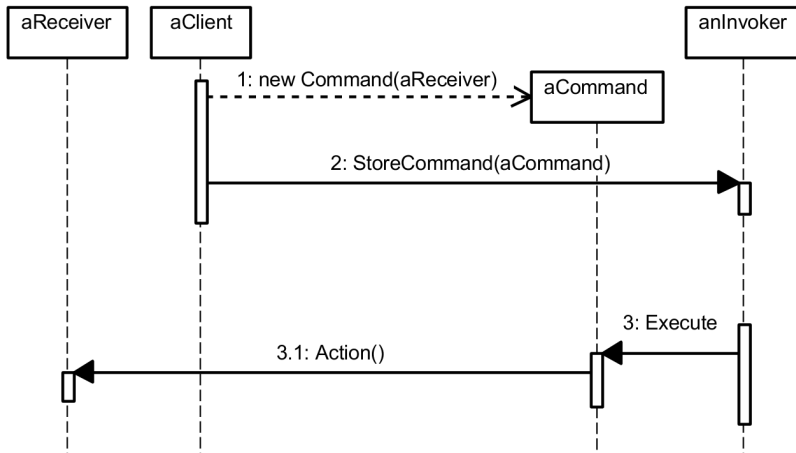 aReceiver
aClient
anInvoker
1: new Command(aReceiver)
aCommand
2: StoreCommand(aCommand)
3: Execute
3.1: Action()